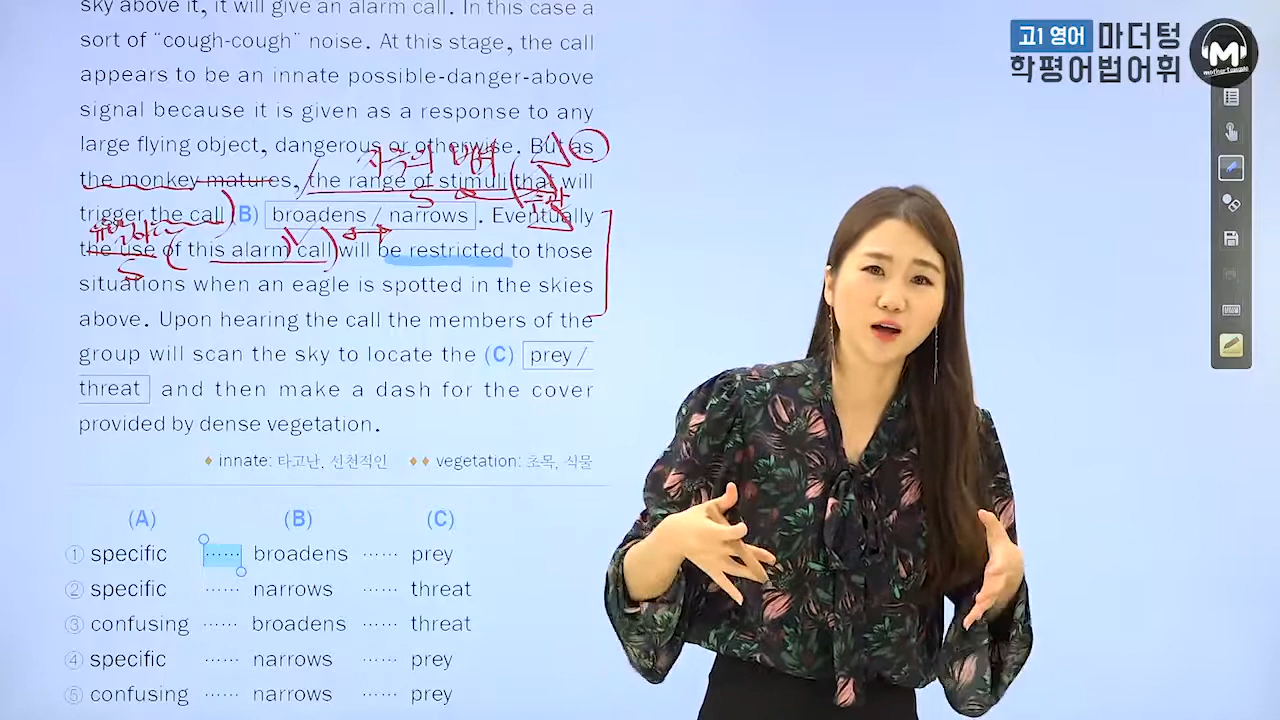 sky above it, it will give an alarm call. In this case a
sort of “cough-cough” noise. At this stage, the call
appears to be an innate possible-danger-above
signal because it is given as a response to any
large flying object, dangerous or otherwise. But as
the monkey matures, the range of stimuli that will
trigger the call (B) broadens / narrows. Eventually
the use of this alarm call will be restricted to those
situations when an eagle is spotted in the skies
above. Upon hearing the call the members of the
group will scan the sky to locate the (C) prey /
threat and then make a dash for the cover
provided by dense vegetation.
♦ innate: 타고난, 선천적인 ♦♦ vegetation: 초목, 식물
(A) (B) (C)
① specific ······ broadens ······ prey
② specific ······ narrows ······ threat
③ confusing ······ broadens ······ threat
④ specific ······ narrows ······ prey
⑤ confusing ······ narrows ······ prey
자극의 범위
S
S
고1 영어 마더텅
학평어법어휘
M
mother tongue